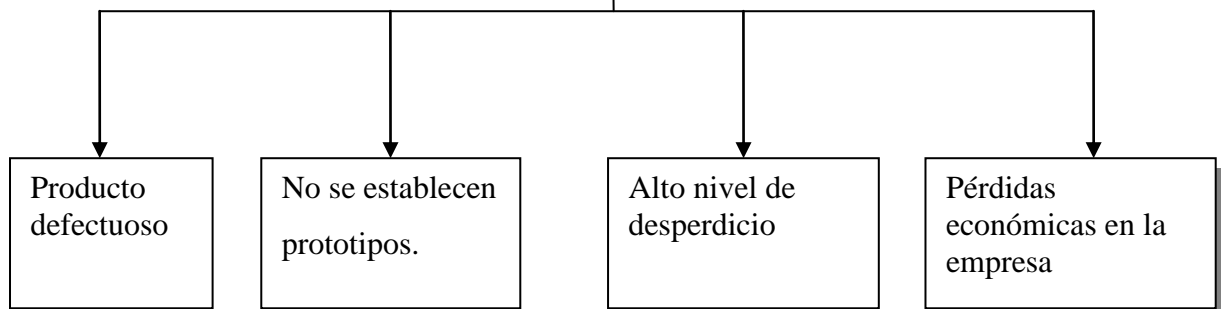 Producto
defectuoso
No se establecen
prototipos.
Alto nivel de
desperdicio
Pérdidas
económicas en la
empresa